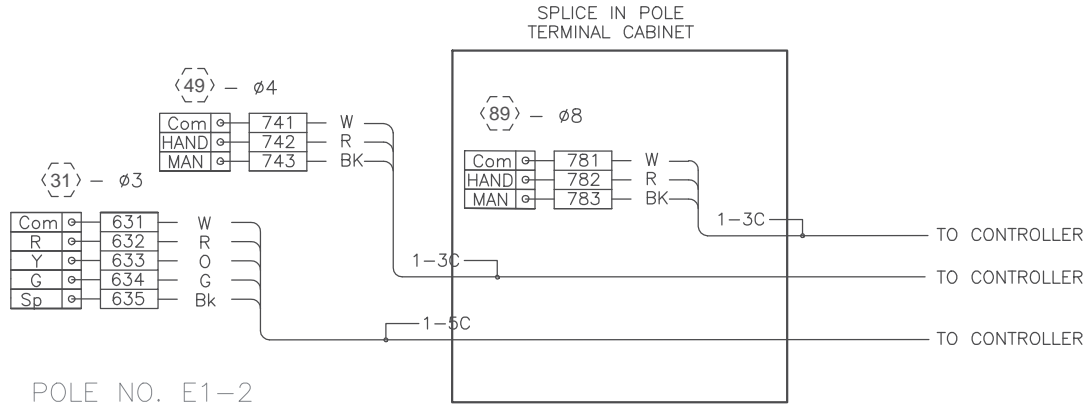 SPLICE IN POLE
TERMINAL CABINET
49 – ø4
Com 741 W
HAND 742 R
MAN 743 BK
89 – ø8
Com 781 W
HAND 782 R
MAN 783 BK
31 – ø3
Com 631 W
R 632 R
Y 633 O
G 634 G
Sp 635 Bk
1–3C
TO CONTROLLER
1–3C
TO CONTROLLER
1–5C
TO CONTROLLER
POLE NO. E1–2